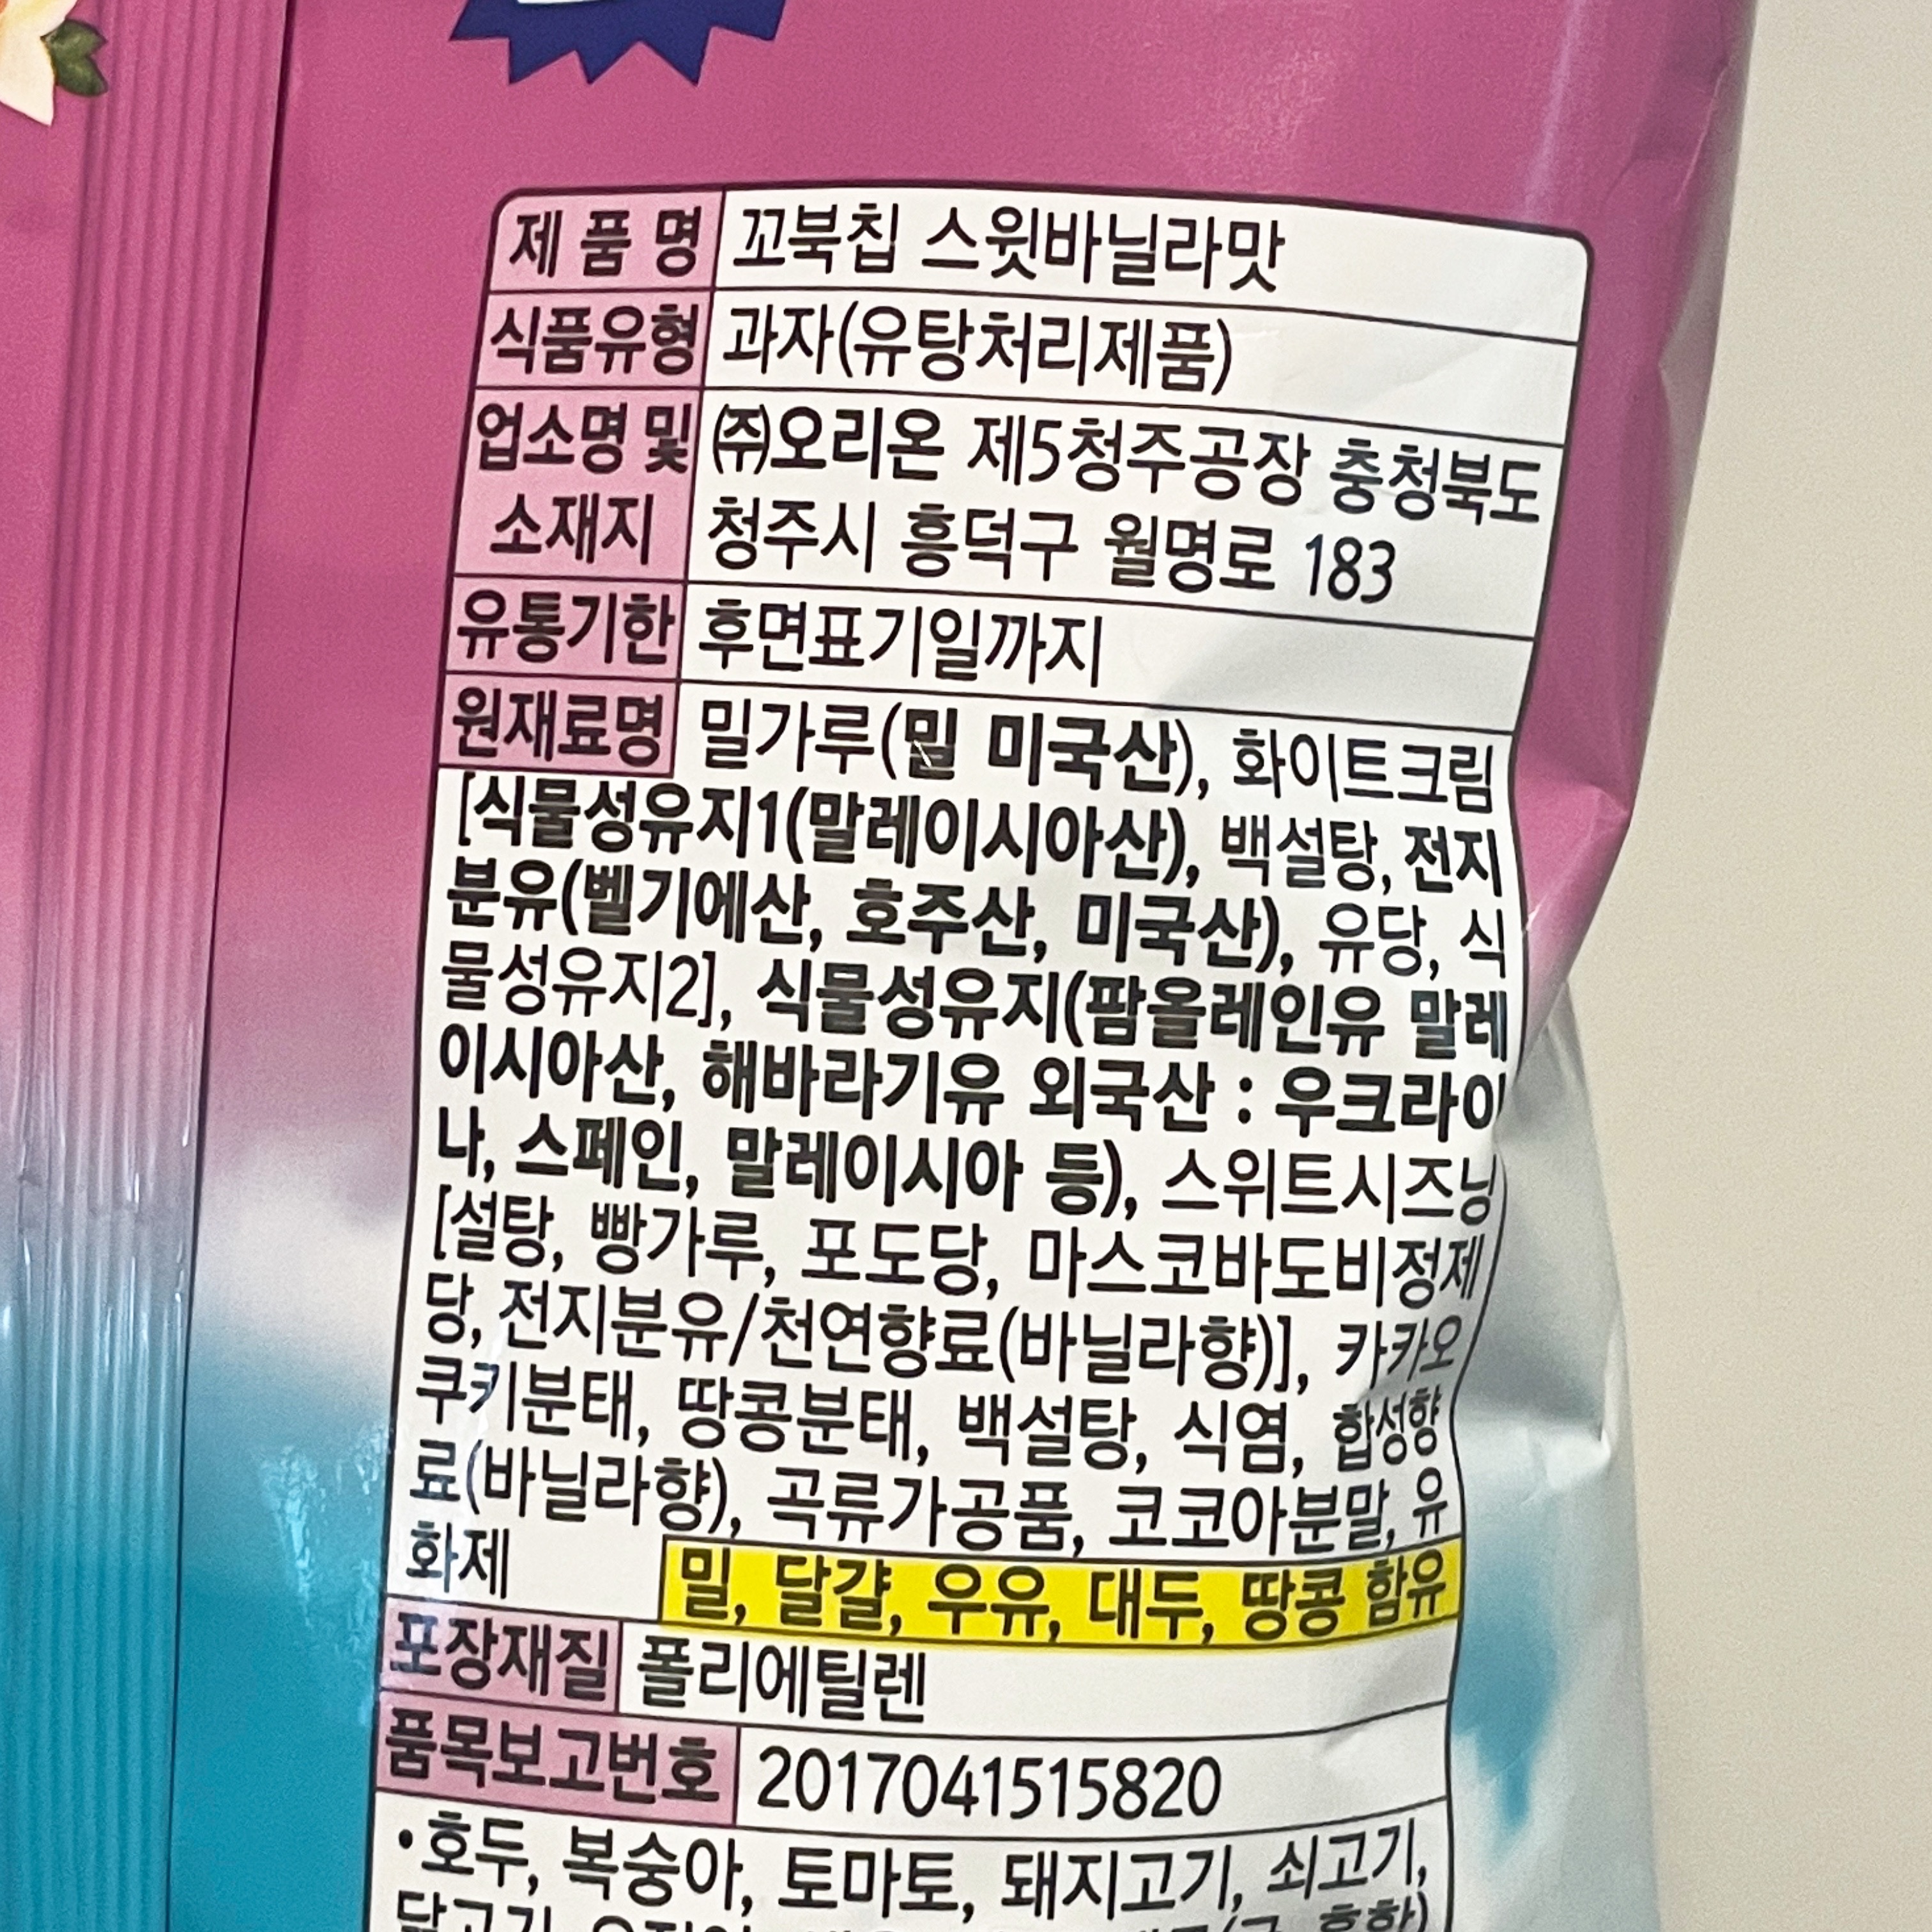 제품명 꼬북칩 스윗바닐라맛
식품유형 과자(유탕처리제품)
업소명 및 ㈜오리온 제5청주공장 충청북도
소재지 청주시 흥덕구 월명로 183
유통기한 후면표기일까지
원재료명 밀가루(밀 미국산), 화이트크림
[식물성유지1(말레이시아산), 백설탕, 전지
분유(벨기에산, 호주산, 미국산), 유당, 식
물성유지2], 식물성유지(팜올레인유 말레
이시아산, 해바라기유 외국산 : 우크라이
나, 스페인, 말레이시아 등), 스위트시즈닝
[설탕, 빵가루, 포도당, 마스코바도비정제
당, 전지분유/천연향료(바닐라향)], 카카오
쿠키분태, 땅콩분태, 백설탕, 식염, 합성향
료(바닐라향), 곡류가공품, 코코아분말, 유
화제 밀, 달걀, 우유, 대두, 땅콩 함유
포장재질 폴리에틸렌
품목보고번호 2017041515820
•호두, 복숭아, 토마토, 돼지고기, 쇠고기,